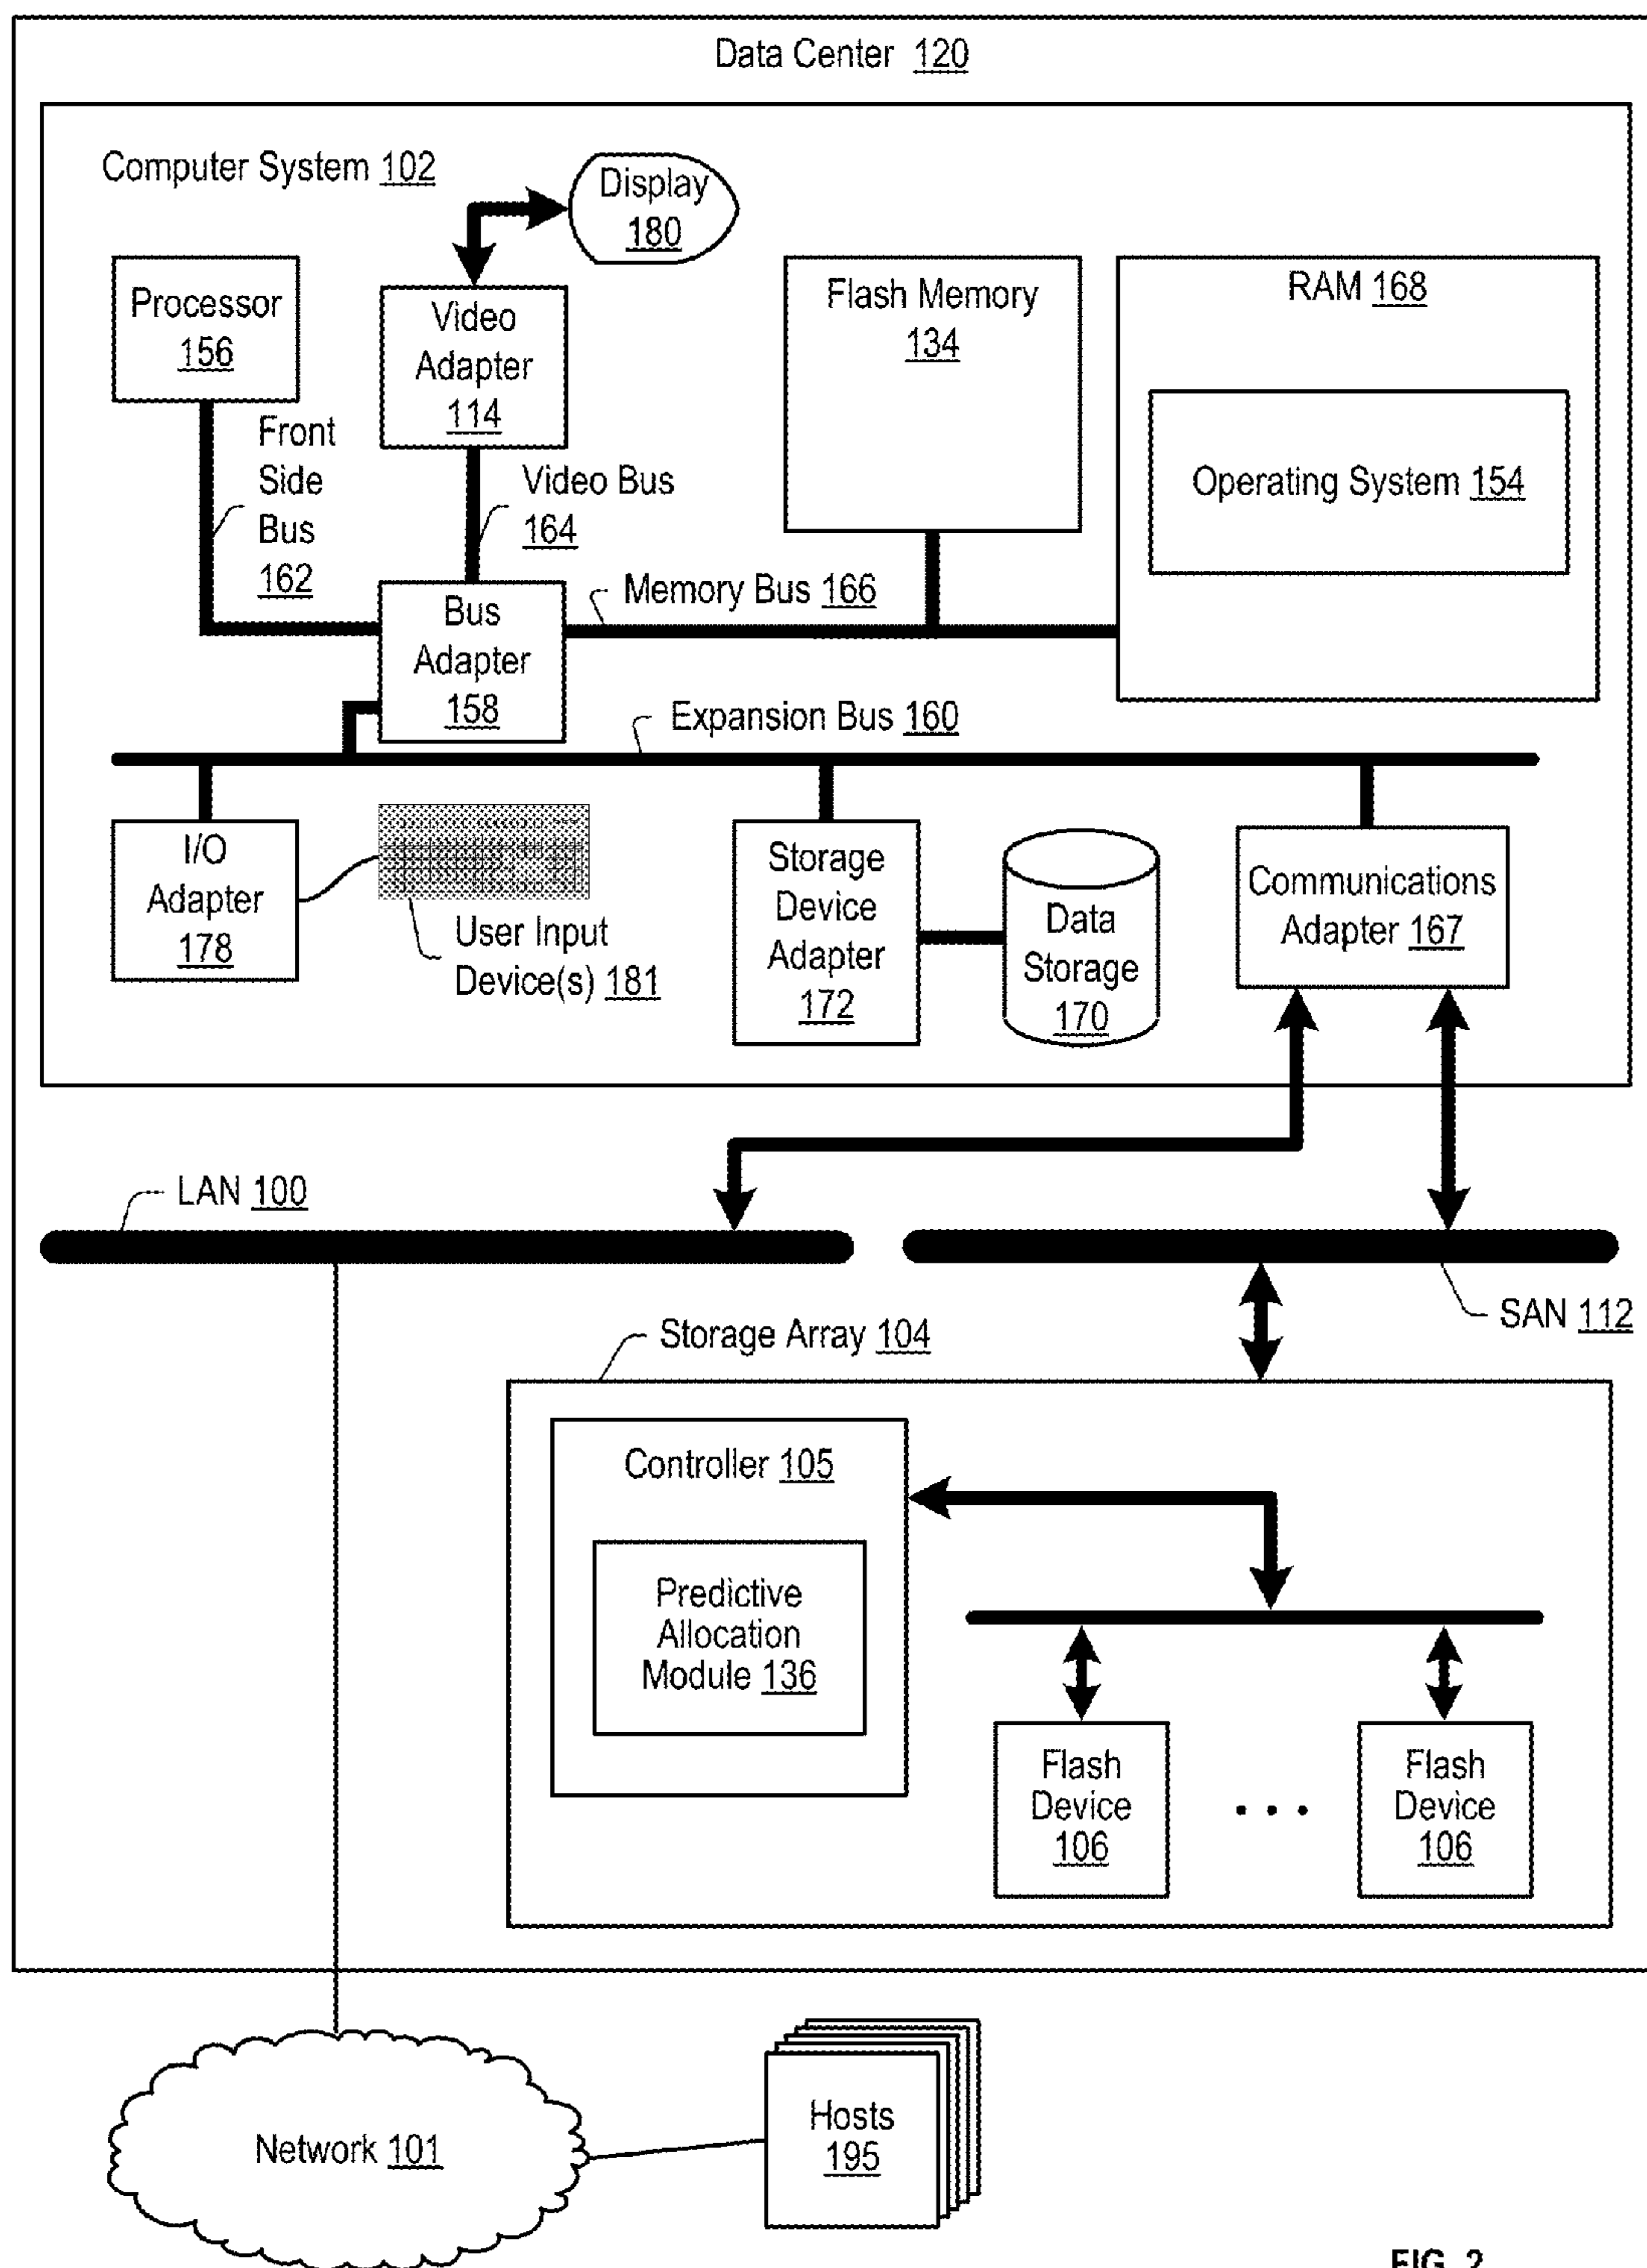 Data Center 120
Computer System 102
Display
180
Processor
156
Video
Adapter
114
Flash Memory
134
RAM 168
Operating System 154
Front
Side
Bus
162
Video Bus
164
Memory Bus 166
Bus
Adapter
158
Expansion Bus 160
I/O
Adapter
178
User Input
Device(s) 181
Storage
Device
Adapter
172
Data
Storage
170
Communications
Adapter 167
LAN 100
SAN 112
Storage Array 104
Controller 105
Predictive
Allocation
Module 136
Flash
Device
106
. . .
Flash
Device
106
Network 101
Hosts
195
FIG. 2